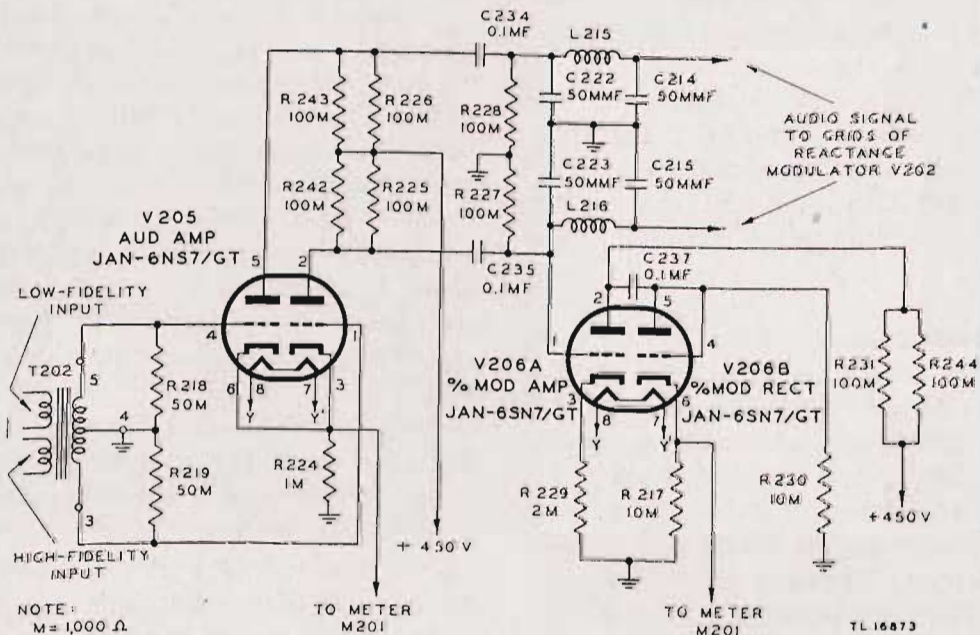 C234
0.1MF
L215
C222
50MMF
C214
50MMF
R243
100M
R226
100M
R228
100M
AUDIO SIGNAL
TO GRIDS OF
REACTANCE
MODULATOR V202
R242
100M
R225
100M
R227
100M
C223
50MMF
C215
50MMF
L216
V205
AUD AMP
JAN-6NS7/GT
5
2
C235
0.1MF
C237
0.1MF
LOW-FIDELITY
INPUT
4
1
2
5
T202
5
R218
50M
6
8
7
3
Y
Y'
1
4
V206A
% MOD AMP
JAN-6SN7/GT
V206B
% MOD RECT
JAN-6SN7/GT
R231
100M
R244
100M
4
3
8
7
6
Y
Y'
R219
50M
R224
1M
R229
2M
R217
10M
R230
10M
3
+450V
+450V
HIGH-FIDELITY
INPUT
NOTE:
M=1,000 Ω
TO METER
M201
TO METER
M201
TL 16873